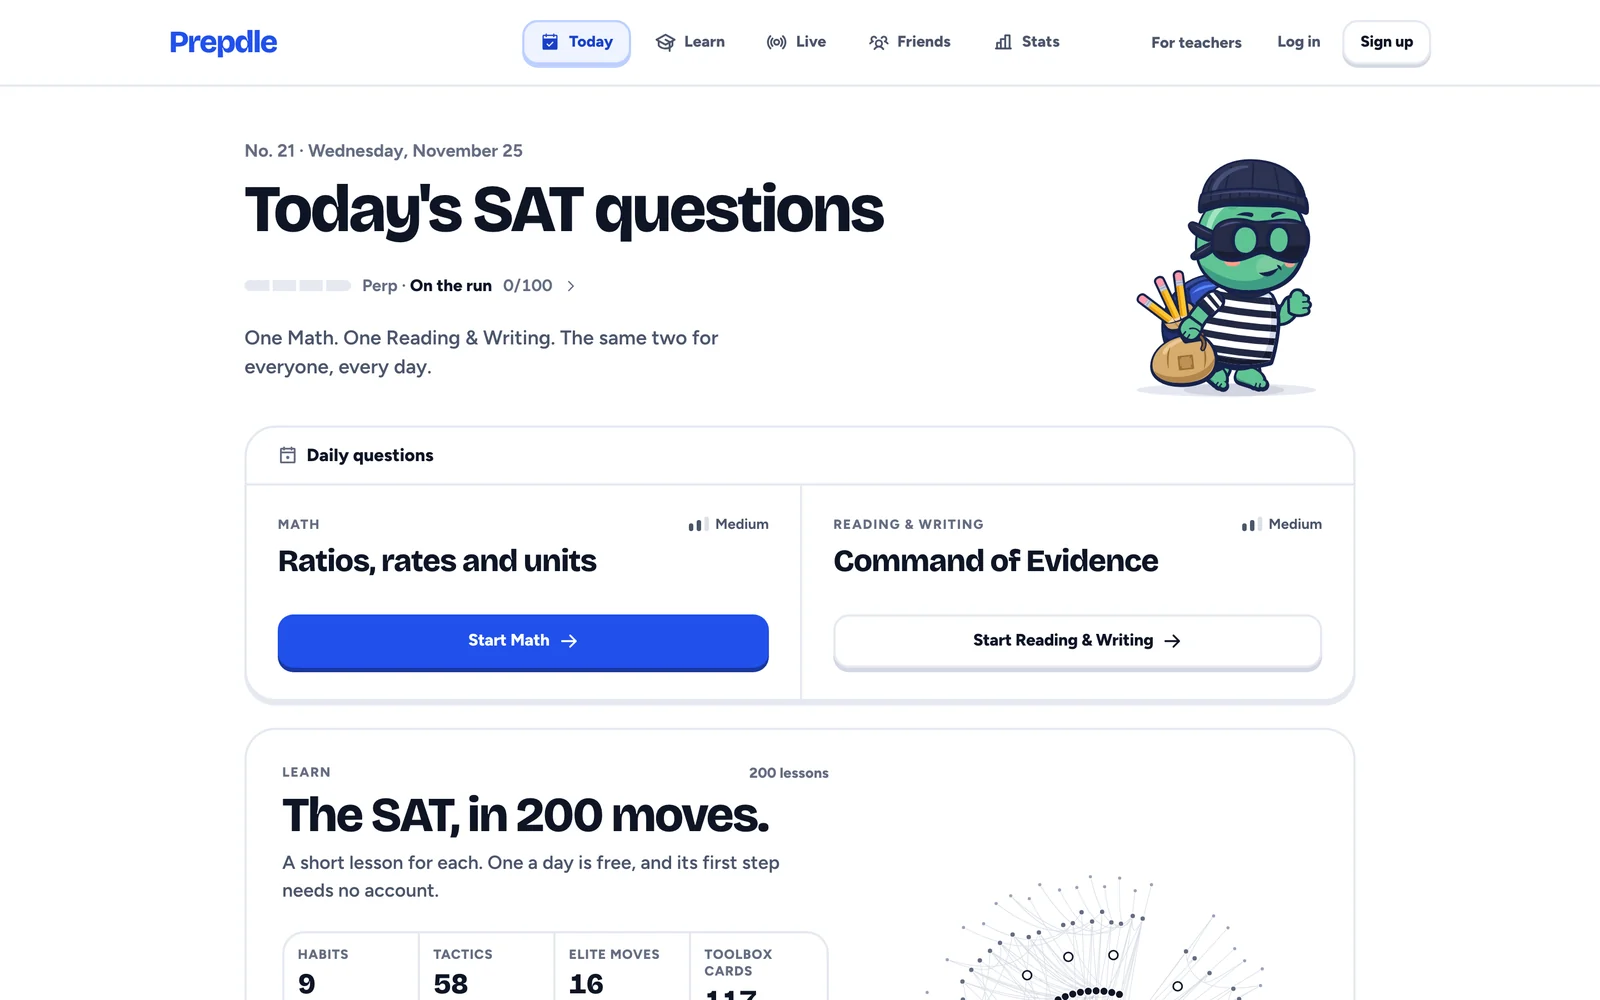 Prepdle
Today
Learn
Live
Friends
Stats
For teachers
Log in
Sign up
No. 21 · Wednesday, November 25
Today's SAT questions
Perp · On the run 0/100
One Math. One Reading & Writing. The same two for
everyone, every day.
Daily questions
MATH
Medium
Ratios, rates and units
Start Math
READING & WRITING
Medium
Command of Evidence
Start Reading & Writing
LEARN
200 lessons
The SAT, in 200 moves.
A short lesson for each. One a day is free, and its first step
needs no account.
HABITS
9
TACTICS
58
ELITE MOVES
16
TOOLBOX
CARDS
117